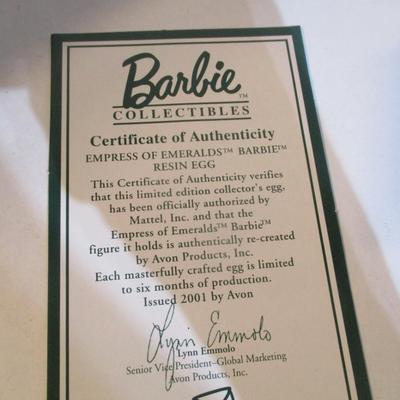 Barbie™
COLLECTIBLES
Certificate of Authenticity
EMPRESS OF EMERALDS™ BARBIE™
RESIN EGG
This Certificate of Authenticity verifies
that this limited edition collector's egg,
has been officially authorized by
Mattel, Inc. and that the
Empress of Emeralds™ Barbie™
figure it holds is authentically re-created
by Avon Products, Inc.
Each masterfully crafted egg is limited
to six months of production.
Issued 2001 by Avon
Lynn Emmolo
Lynn Emmolo
Senior Vice President–Global Marketing
Avon Products, Inc.